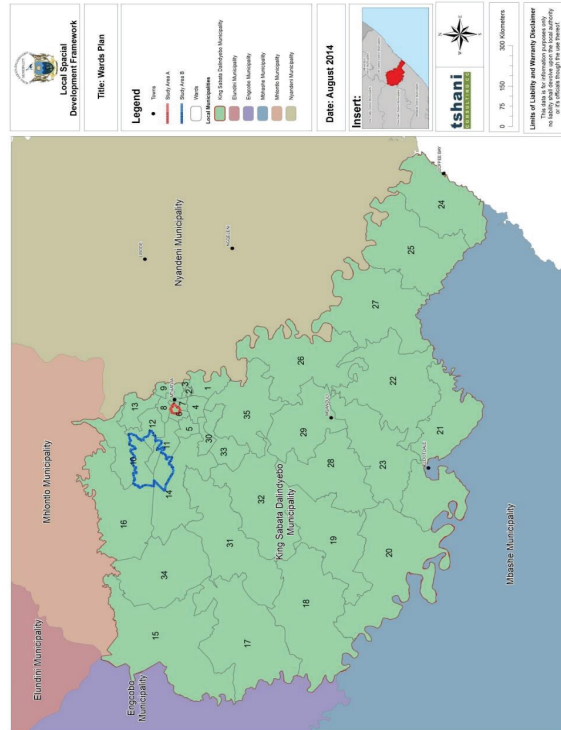 Local Spacial
Development Framework
Title: Wards Plan
Legend
Towns
Study Area A
Study Area B
Wards
Local Municipalities
King Sabata Dalindyebo Municipality
Elundini Municipality
Engcobo Municipality
Mbhashe Municipality
Mhlontlo Municipality
Nyandeni Municipality
Date: August 2014
Insert:
tshani
CONSULTING CC
0 75 150 300 Kilometers
Limits of Liability and Warranty Disclaimer
This data is for information purposes only
no liability shall devolve upon the local authority
or it's officials though the use thereof.
Elundini Municipality
Mhlontlo Municipality
Engcobo
Municipality
Nyandeni Municipality
King Sabata Dalindyebo
Municipality
Mbashe Municipality
COFFEE BAY
15
34
16
10
12
13
14
11
8
9
6
7
2
3
1
4
5
30
33
35
17
31
32
18
19
28
29
26
20
23
22
27
21
25
24